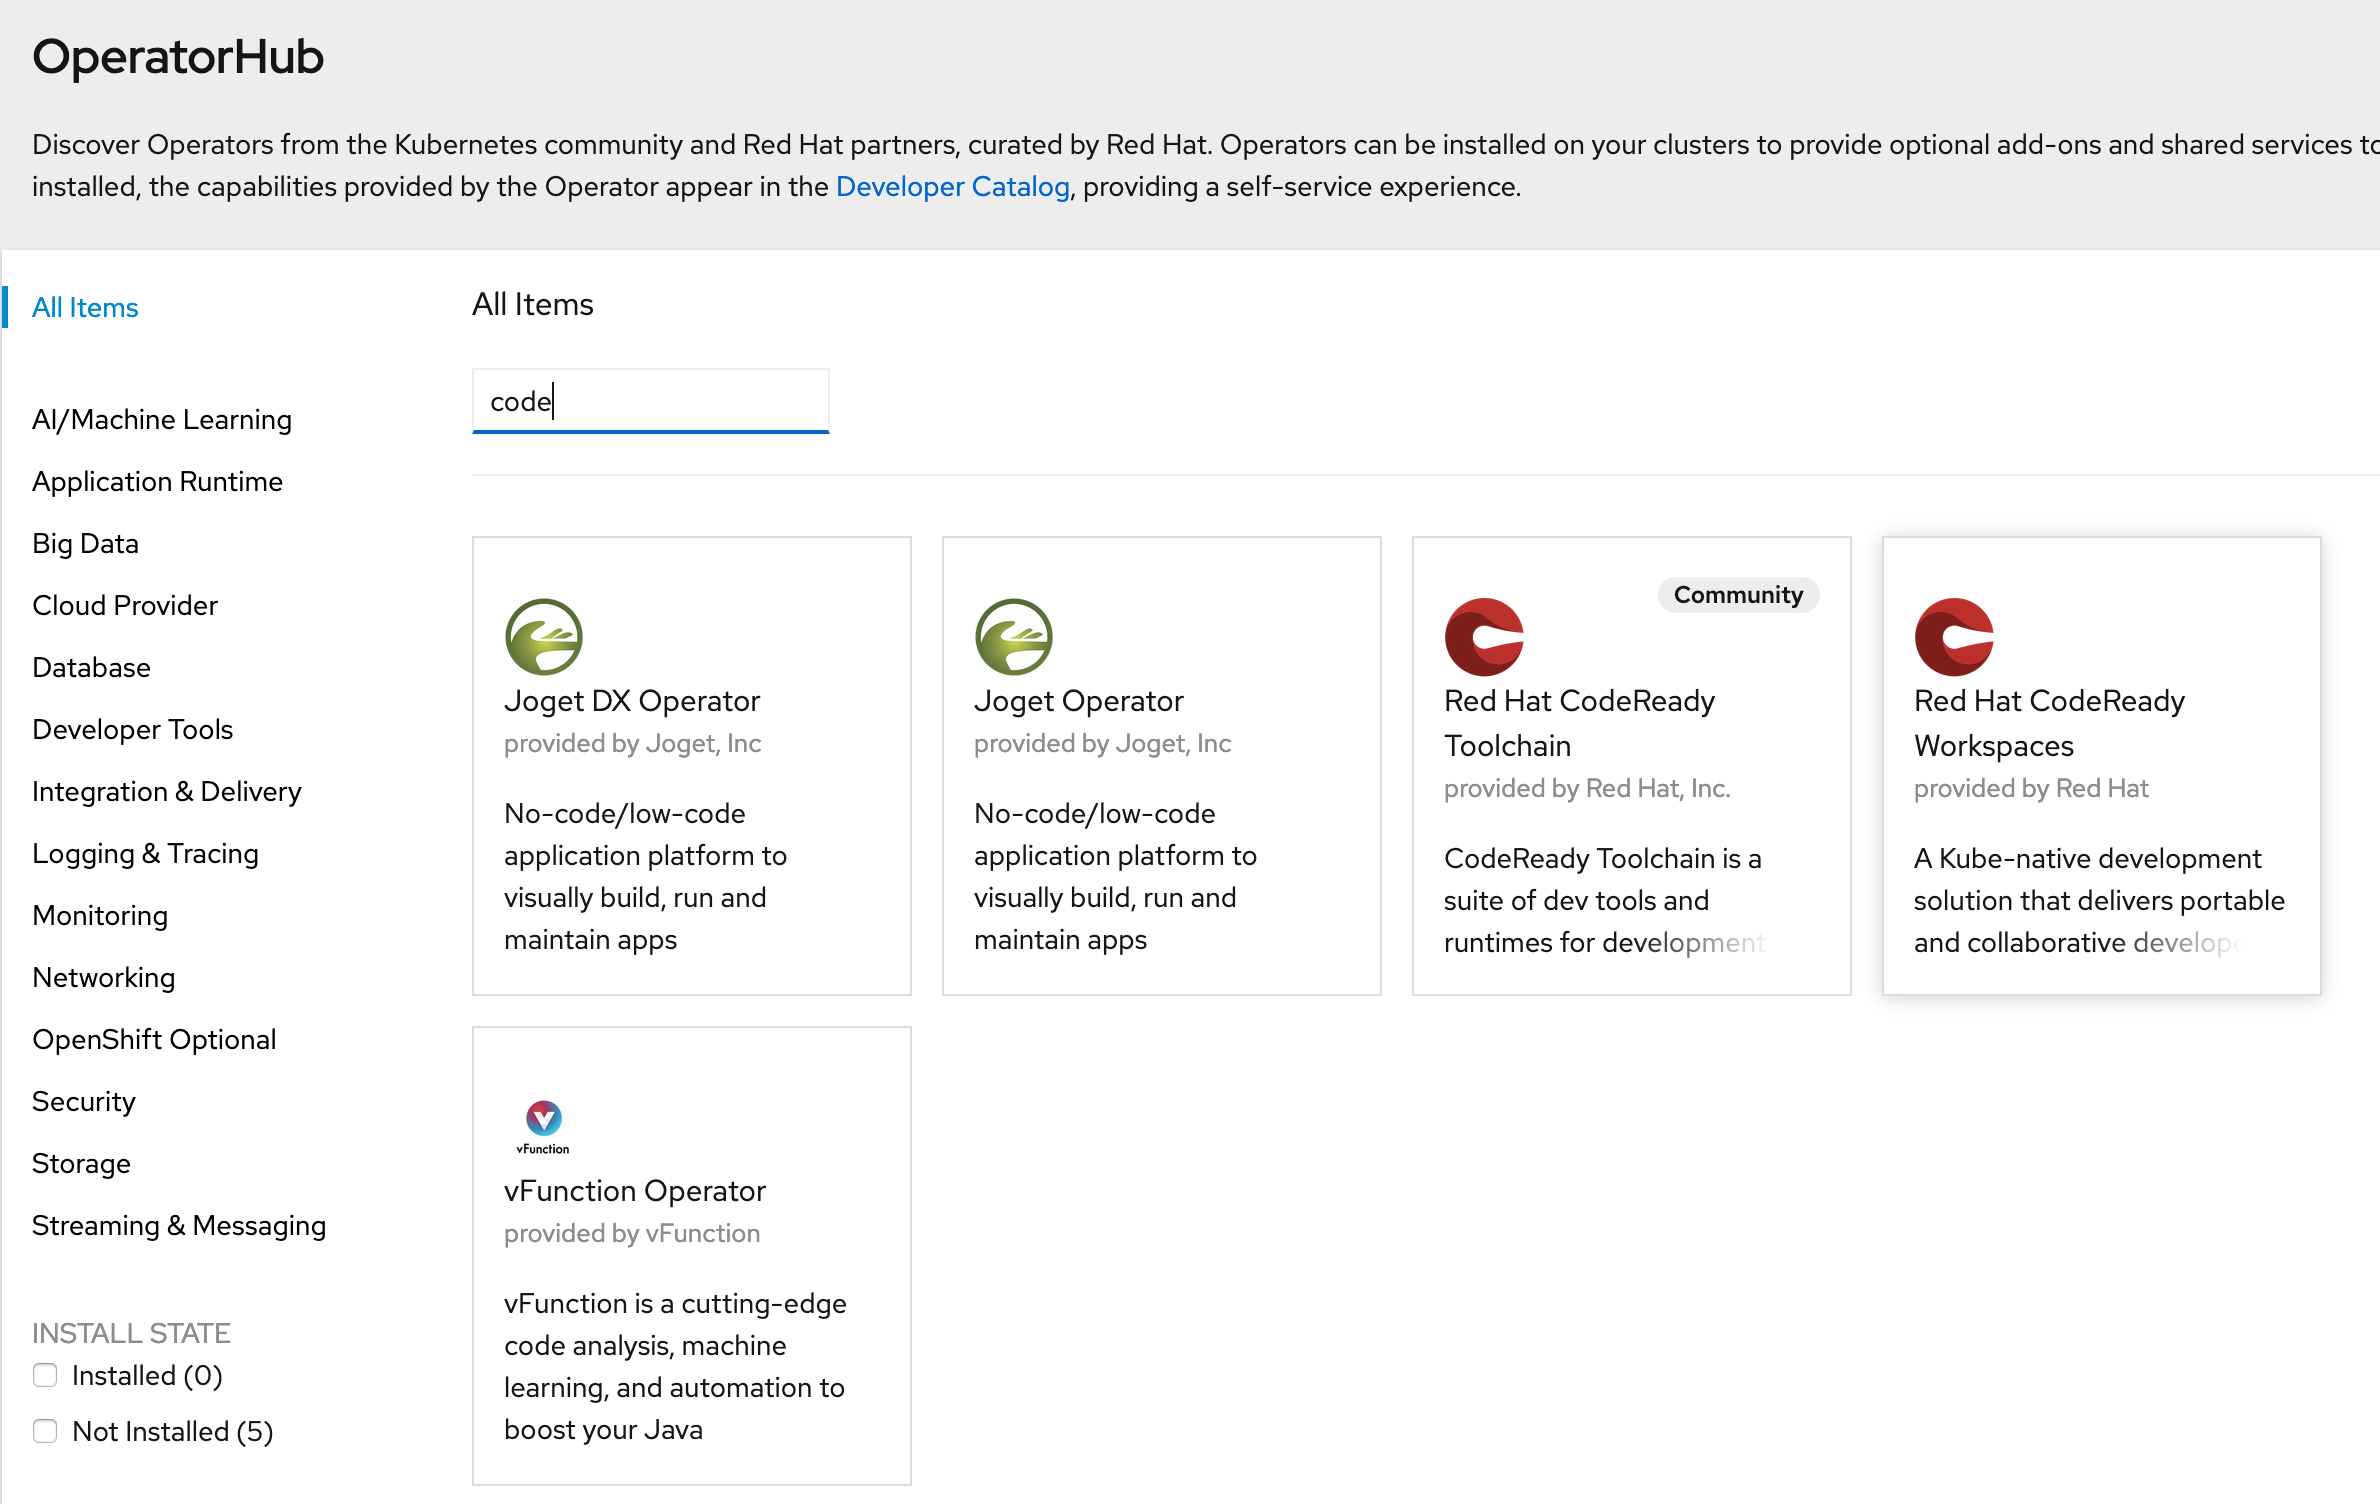 OperatorHub
Discover Operators from the Kubernetes community and Red Hat partners, curated by Red Hat. Operators can be installed on your clusters to provide optional add-ons and shared services to
installed, the capabilities provided by the Operator appear in the Developer Catalog, providing a self-service experience.
All Items
AI/Machine Learning
Application Runtime
Big Data
Cloud Provider
Database
Developer Tools
Integration & Delivery
Logging & Tracing
Monitoring
Networking
OpenShift Optional
Security
Storage
Streaming & Messaging
INSTALL STATE
Installed (0)
Not Installed (5)
All Items
code
Joget DX Operator
provided by Joget, Inc
No-code/low-code
application platform to
visually build, run and
maintain apps
Joget Operator
provided by Joget, Inc
No-code/low-code
application platform to
visually build, run and
maintain apps
Community
Red Hat CodeReady
Toolchain
provided by Red Hat, Inc.
CodeReady Toolchain is a
suite of dev tools and
runtimes for development
Red Hat CodeReady
Workspaces
provided by Red Hat
A Kube-native development
solution that delivers portable
and collaborative develope
vFunction
vFunction Operator
provided by vFunction
vFunction is a cutting-edge
code analysis, machine
learning, and automation to
boost your Java